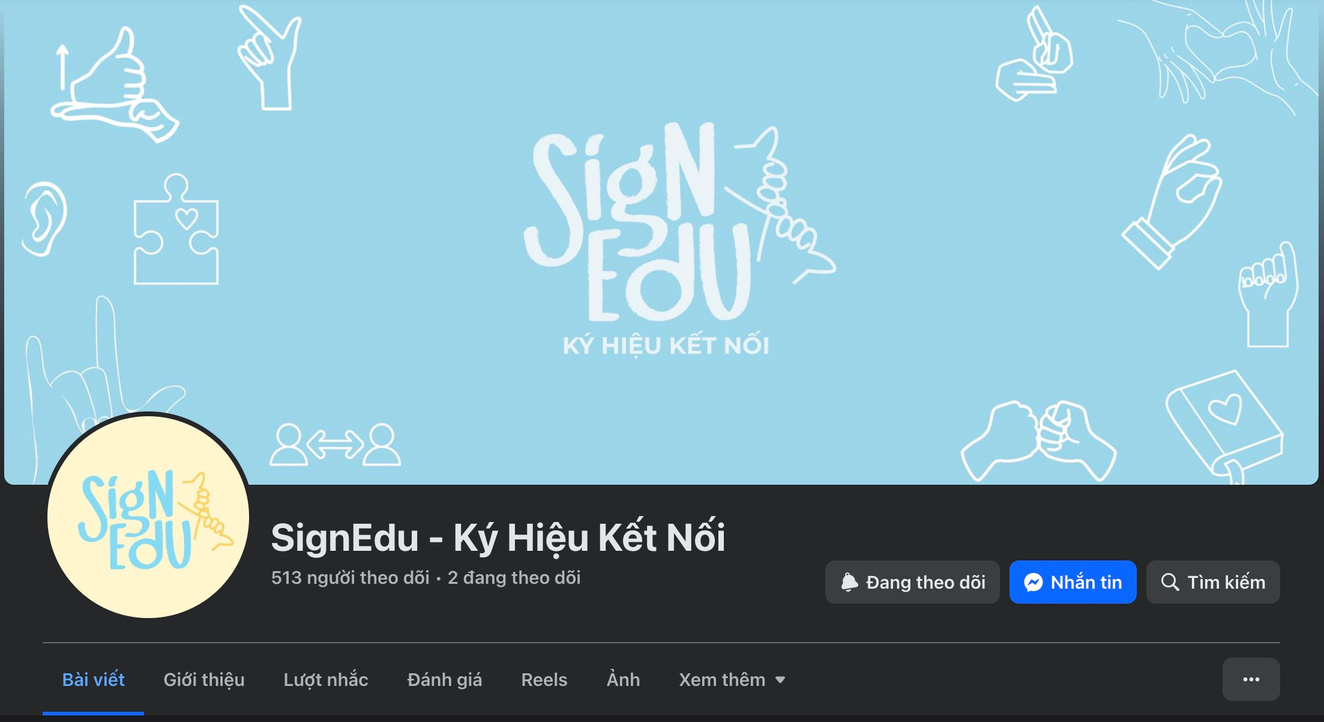 SigN
EdU
KÝ HIỆU KẾT NỐI
SigN
EdU
SignEdu - Ký Hiệu Kết Nối
513 người theo dõi • 2 đang theo dõi
Đang theo dõi
Nhắn tin
Tìm kiếm
Bài viết
Giới thiệu
Lượt nhắc
Đánh giá
Reels
Ảnh
Xem thêm